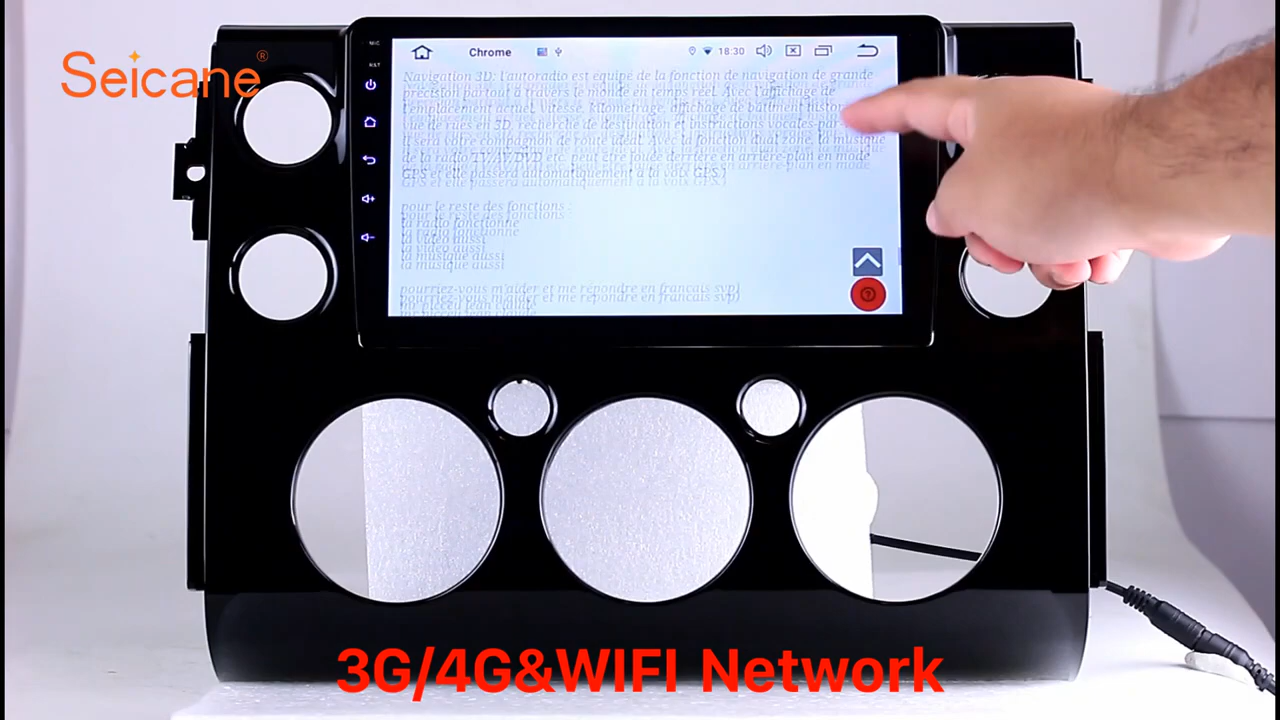 Seicane®
MIC
RST
Chrome
18:30
Navigation 3D: l'autoradio est équipé de la fonction de navigation de grande
précision partout à travers le monde en temps réel. Avec l'affichage de
l'emplacement actuel, vitesse, kilométrage, affichage de bâtiment
vue de rues en 3D, recherche de destination et instructions vocales par
il sera votre compagnon de route idéal. Avec la fonction dual zone, la musique
de la radio TV/AV/DVD etc. peut être jouée derrière en arrière-plan en mode
GPS et elle passera automatiquement à la voix GPS.)
pour le reste des fonctions :
la radio fonctionne
la vidéo aussi
la musique aussi
pourriez-vous m'aider et me répondre en francais svp)
3G/4G&WIFI Network